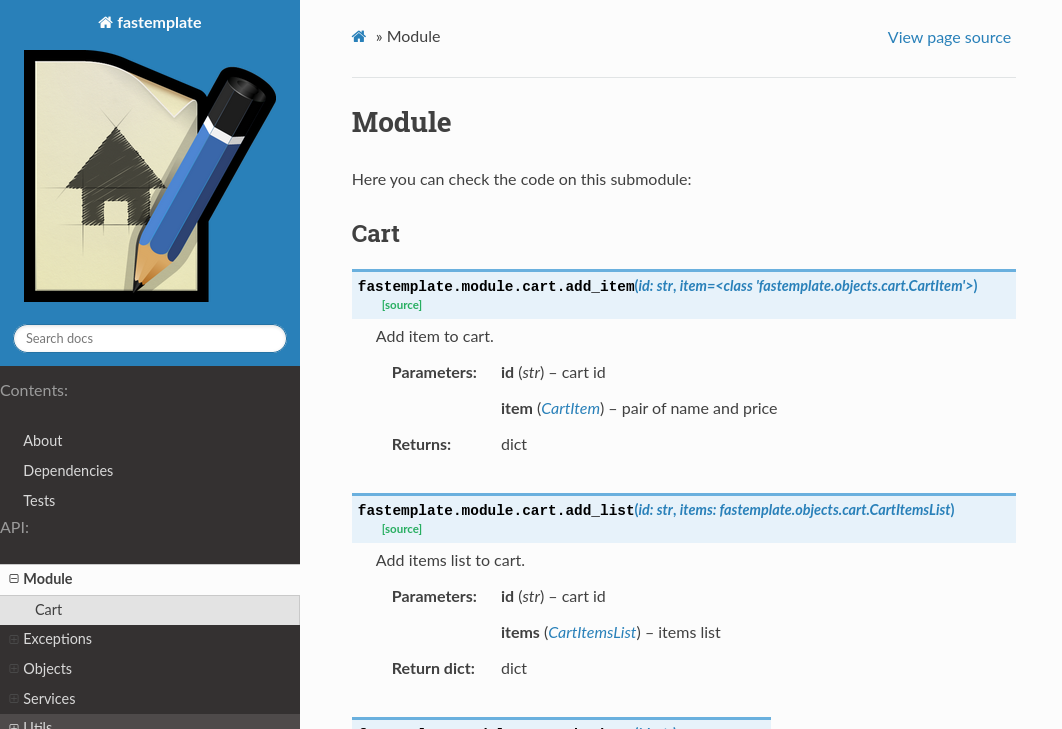 fastemplate
Search docs
Contents:
About
Dependencies
Tests
API:
Module
Cart
Exceptions
Objects
Services
Utils
» Module
View page source
Module
Here you can check the code on this submodule:
Cart
fastemplate.module.cart.add_item(id: str, item=<class 'fastemplate.objects.cart.CartItem'>)
[source]
Add item to cart.
Parameters: id (str) – cart id
item (CartItem) – pair of name and price
Returns: dict
fastemplate.module.cart.add_list(id: str, items: fastemplate.objects.cart.CartItemsList)
[source]
Add items list to cart.
Parameters: id (str) – cart id
items (CartItemsList) – items list
Return dict: dict